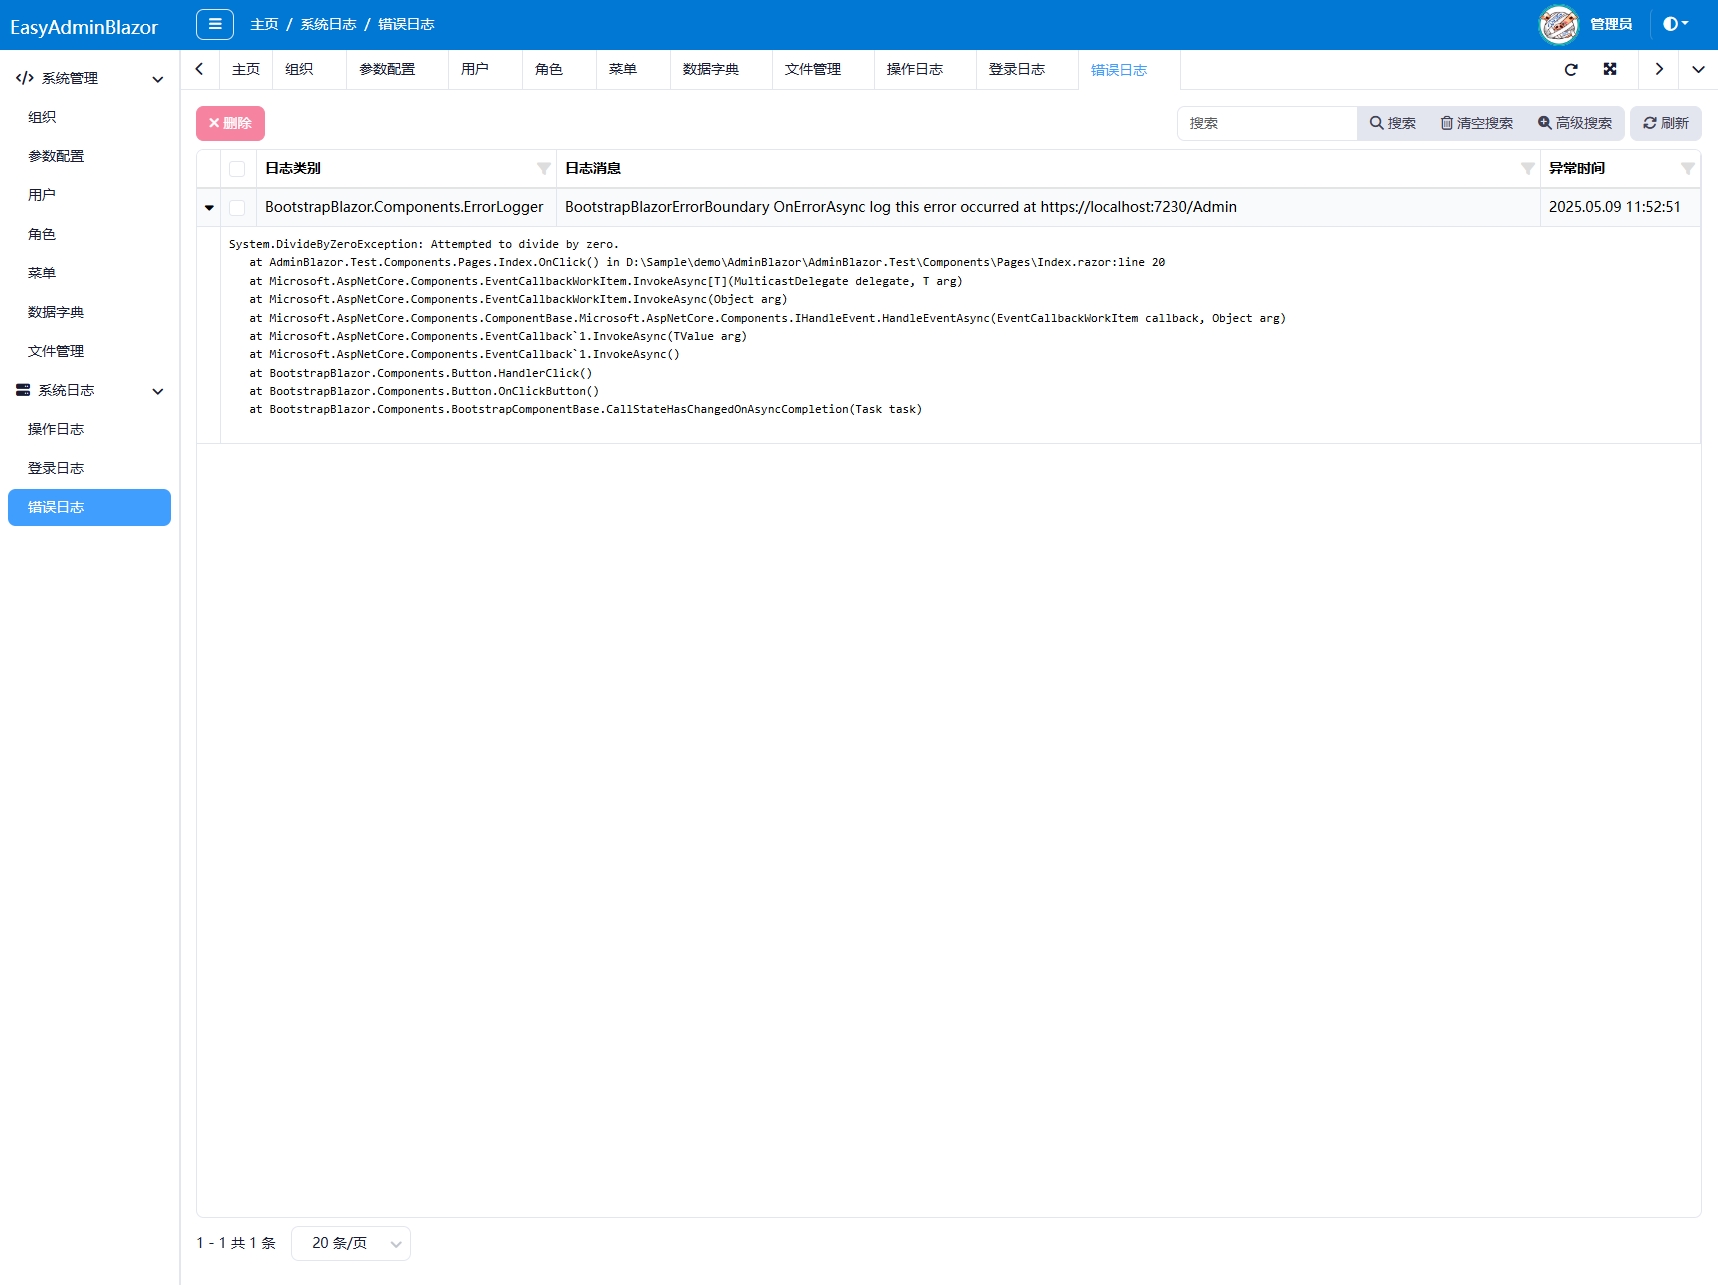 EasyAdminBlazor
主页 / 系统日志 / 错误日志
管理员
系统管理
组织
参数配置
用户
角色
菜单
数据字典
文件管理
系统日志
操作日志
登录日志
错误日志
主页 组织 参数配置 用户 角色 菜单 数据字典 文件管理 操作日志 登录日志 错误日志
删除
搜索 搜索 清空搜索 高级搜索 刷新
日志类别 日志消息 异常时间
BootstrapBlazor.Components.ErrorLogger BootstrapBlazorErrorBoundary OnErrorAsync log this error occurred at https://localhost:7230/Admin 2025.05.09 11:52:51
System.DivideByZeroException: Attempted to divide by zero.
at AdminBlazor.Test.Components.Pages.Index.OnClick() in D:\Sample\demo\AdminBlazor\AdminBlazor.Test\Components\Pages\Index.razor:line 20
at Microsoft.AspNetCore.Components.EventCallbackWorkItem.InvokeAsync[T](MulticastDelegate delegate, T arg)
at Microsoft.AspNetCore.Components.EventCallbackWorkItem.InvokeAsync(Object arg)
at Microsoft.AspNetCore.Components.ComponentBase.Microsoft.AspNetCore.Components.IHandleEvent.HandleEventAsync(EventCallbackWorkItem callback, Object arg)
at Microsoft.AspNetCore.Components.EventCallback`1.InvokeAsync(TValue arg)
at Microsoft.AspNetCore.Components.EventCallback`1.InvokeAsync()
at BootstrapBlazor.Components.Button.HandlerClick()
at BootstrapBlazor.Components.Button.OnClickButton()
at BootstrapBlazor.Components.BootstrapComponentBase.CallStateHasChangedOnAsyncCompletion(Task task)
1 - 1 共 1 条 20 条/页